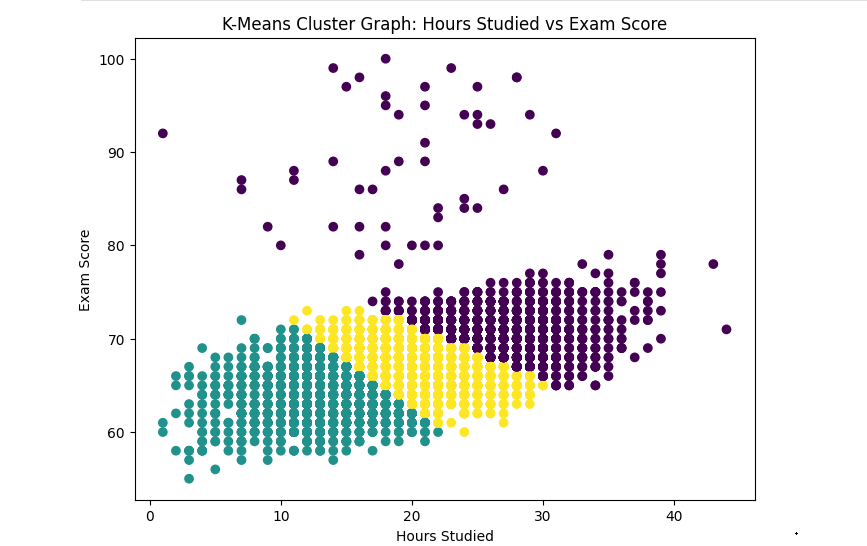 K-Means Cluster Graph: Hours Studied vs Exam Score
100
90
80
70
60
Exam Score
0 10 20 30 40
Hours Studied